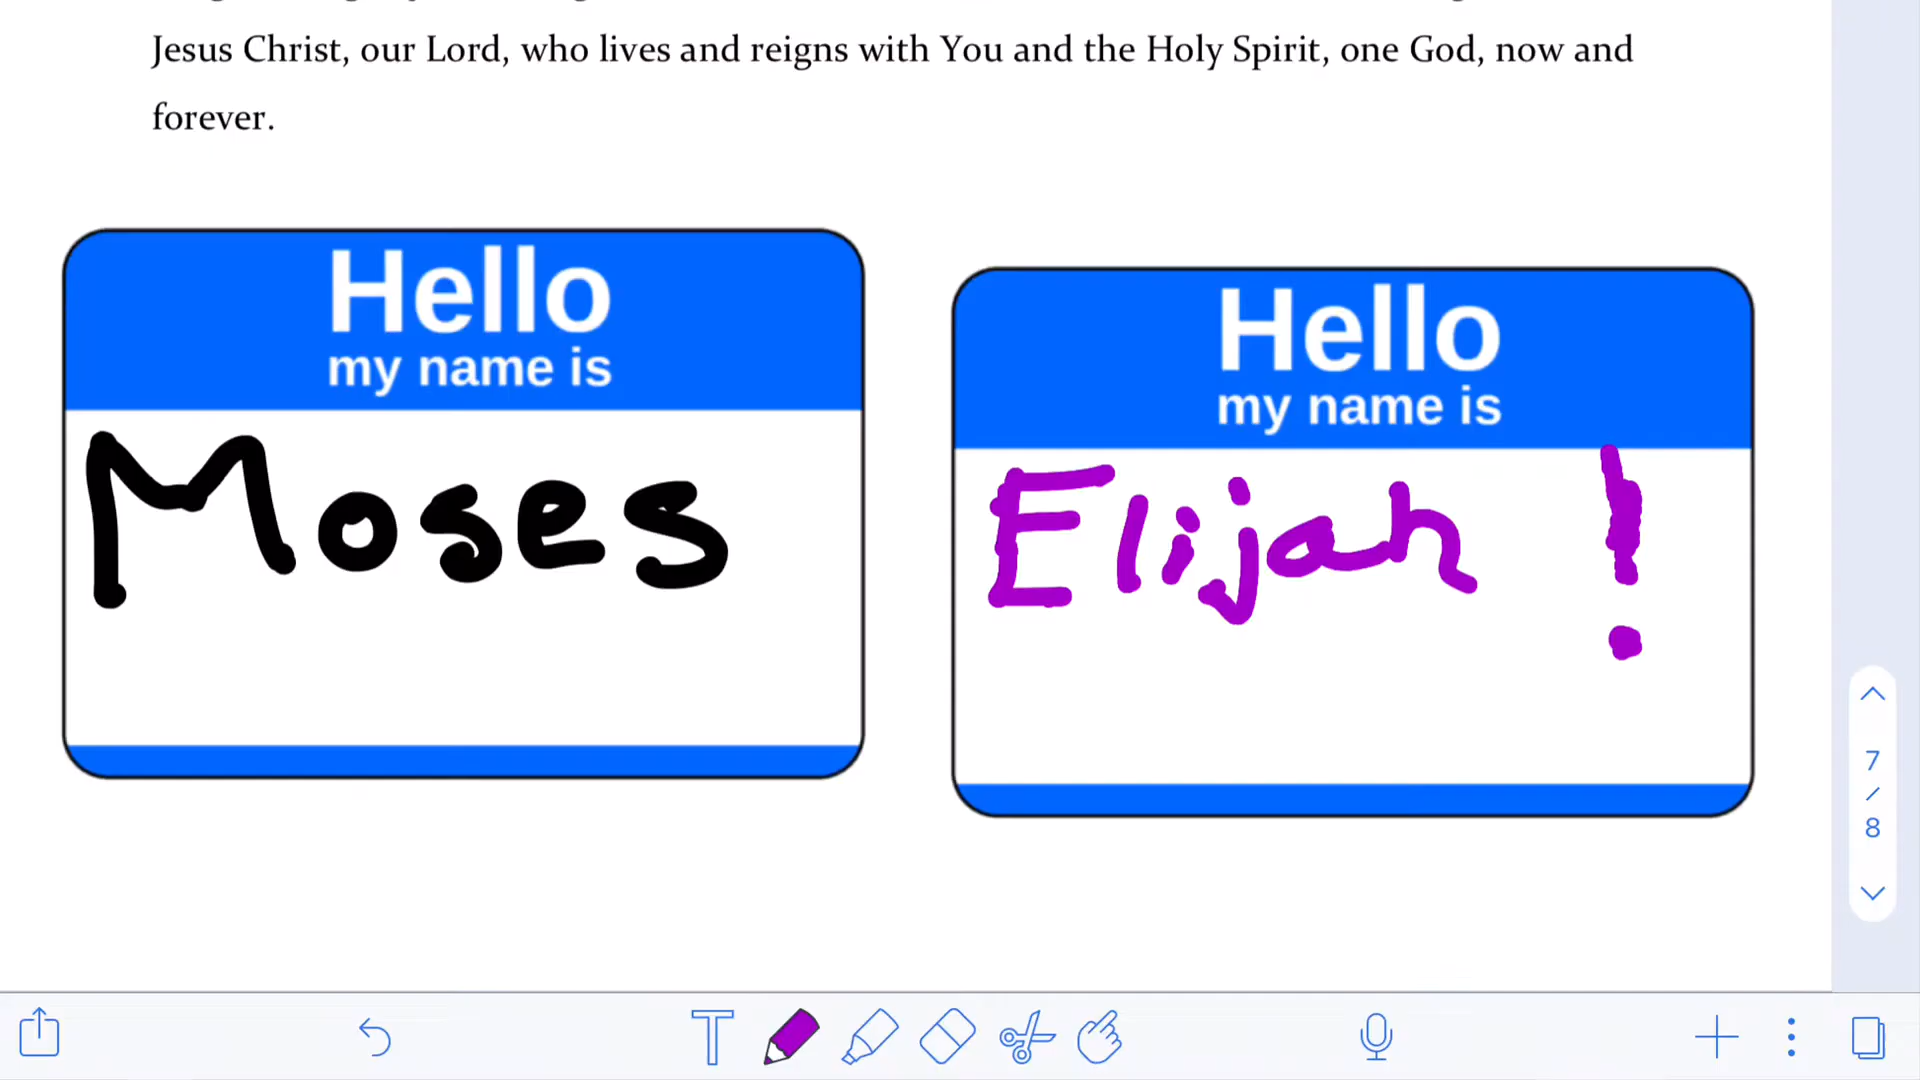 Jesus Christ, our Lord, who lives and reigns with You and the Holy Spirit, one God, now and
forever.
Hello
my name is
Moses
Hello
my name is
Elijah !
7
/
8
T